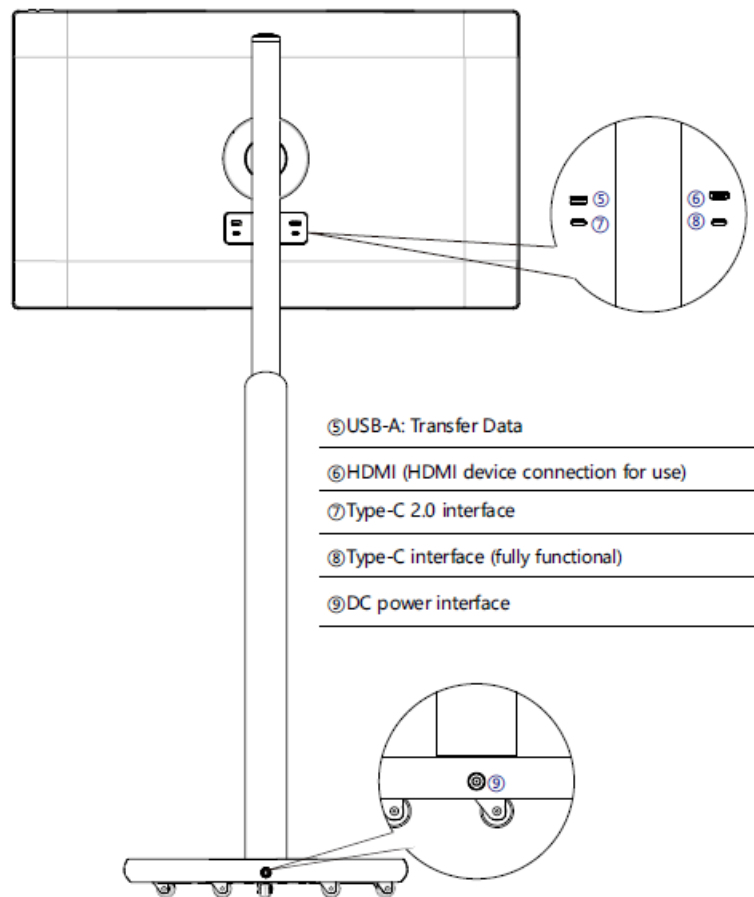 ⑤ ⑥
⑦ ⑧
⑤USB-A: Transfer Data
⑥HDMI (HDMI device connection for use)
⑦Type-C 2.0 interface
⑧Type-C interface (fully functional)
⑨DC power interface
⑨